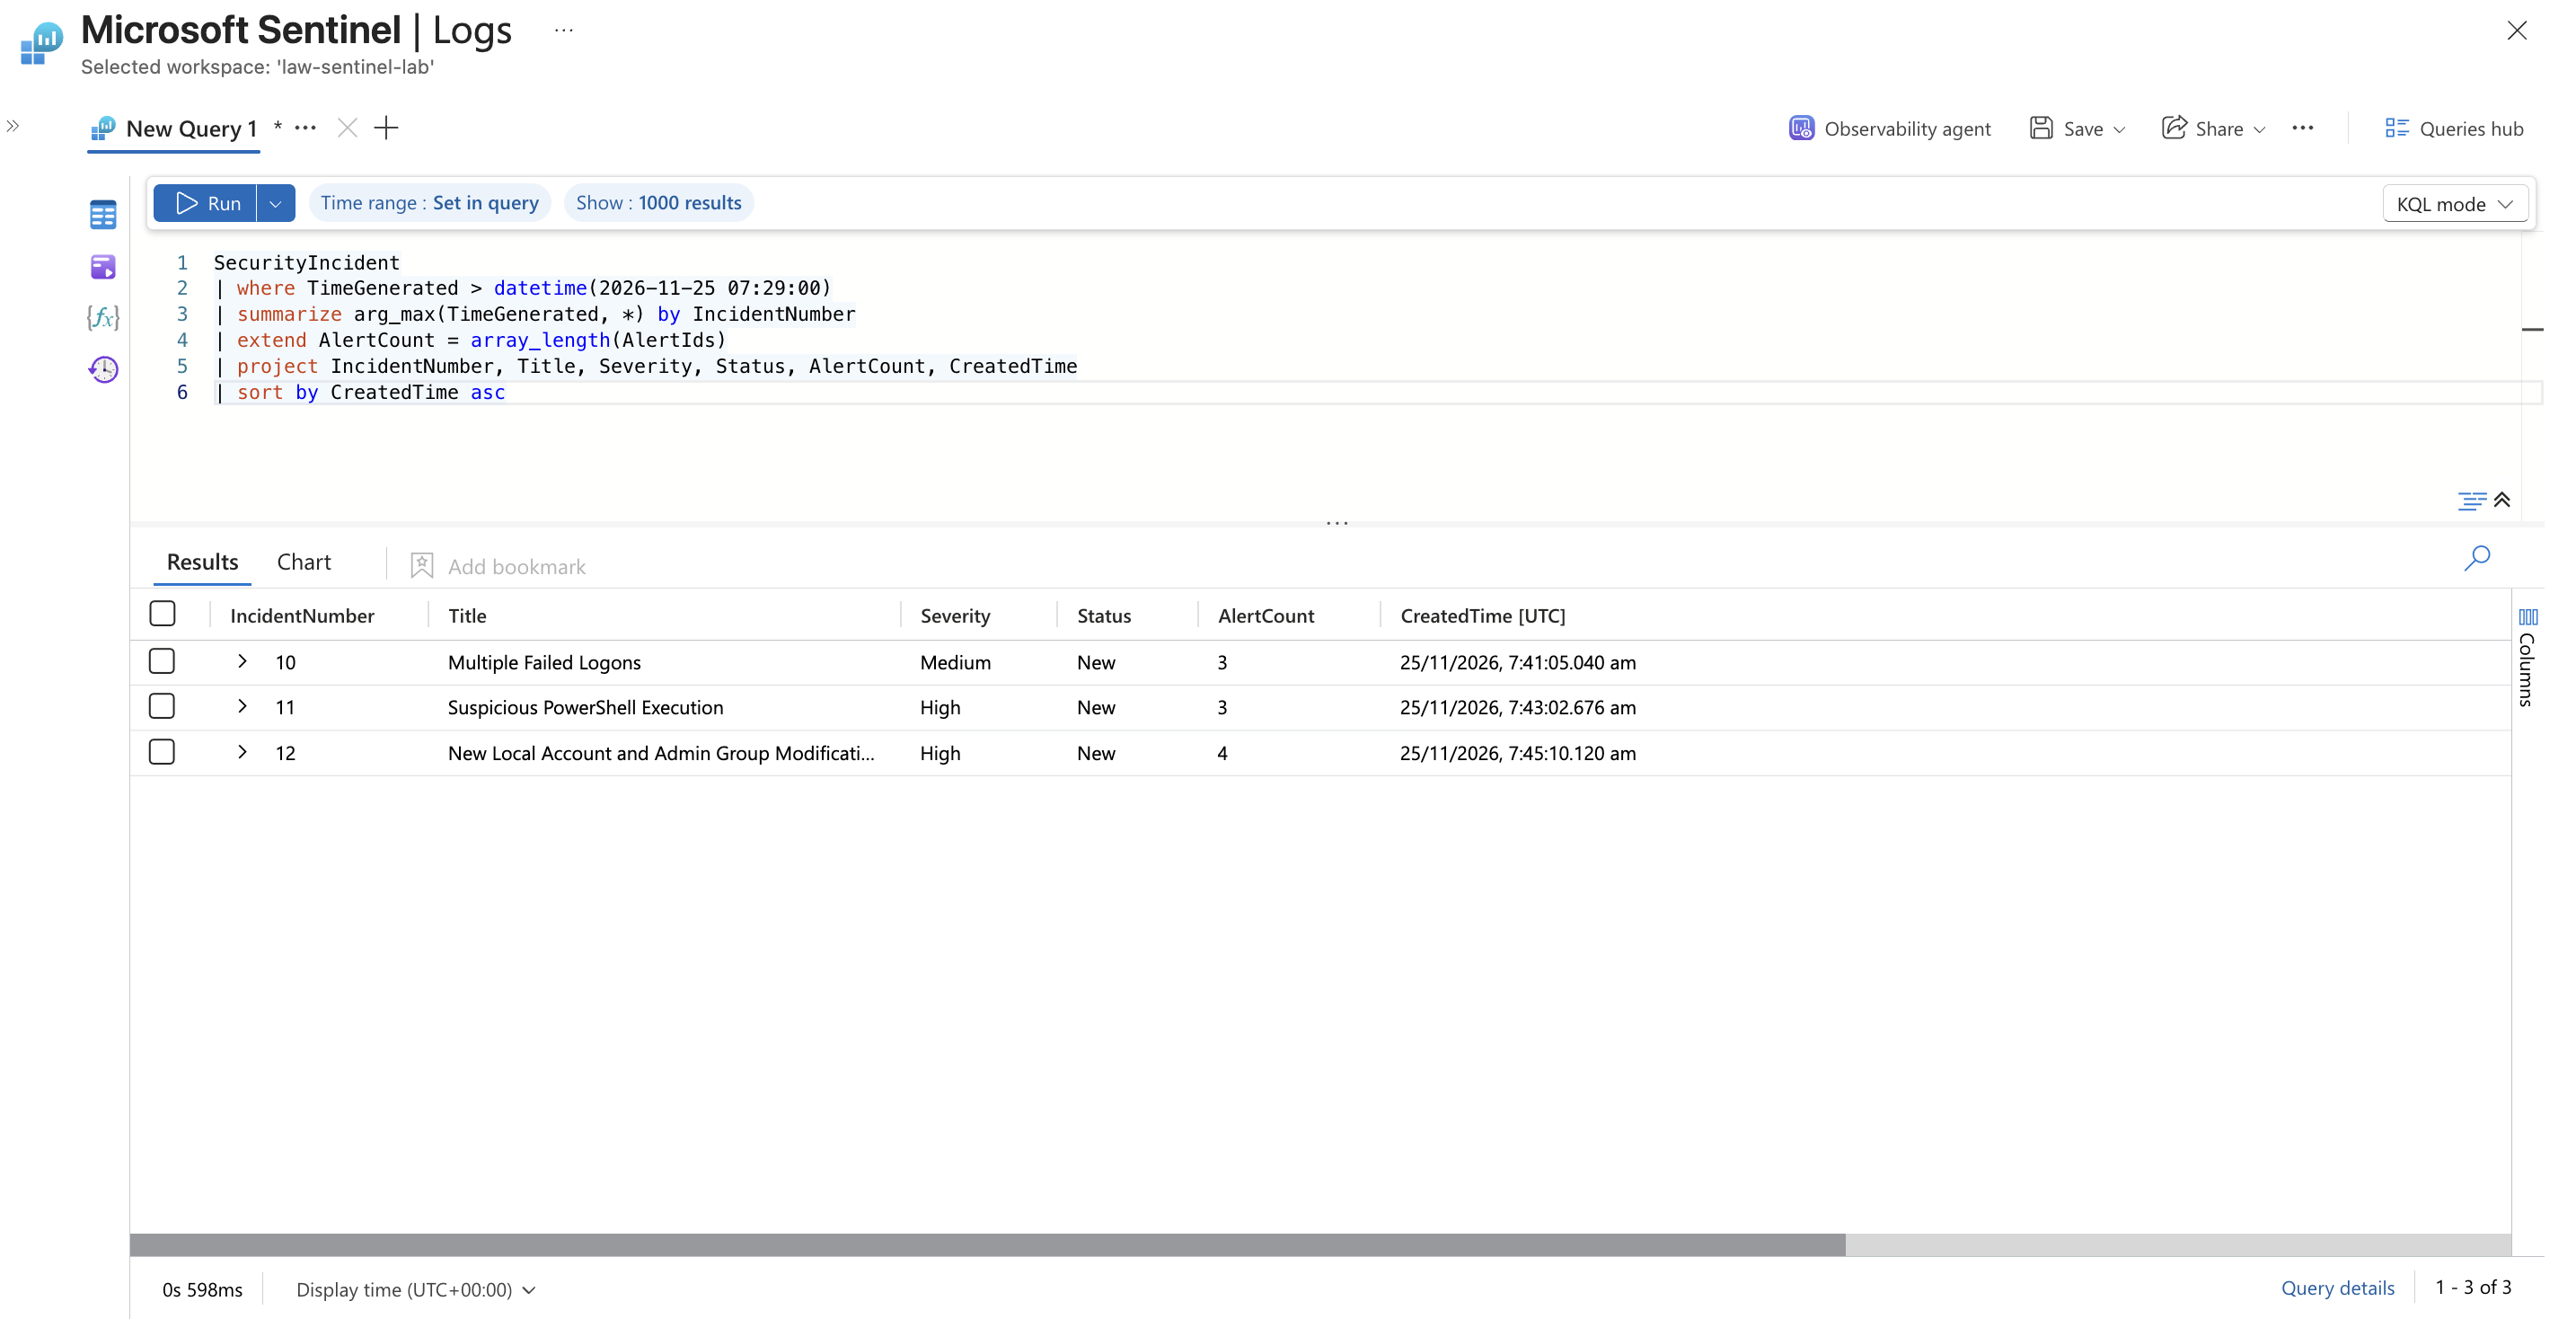 Microsoft Sentinel | Logs ...
Selected workspace: 'law-sentinel-lab'
New Query 1 * ...
Observability agent Save Share ... Queries hub
Run Time range : Set in query Show : 1000 results KQL mode
1 SecurityIncident
2 | where TimeGenerated > datetime(2026-11-25 07:29:00)
3 | summarize arg_max(TimeGenerated, *) by IncidentNumber
4 | extend AlertCount = array_length(AlertIds)
5 | project IncidentNumber, Title, Severity, Status, AlertCount, CreatedTime
6 | sort by CreatedTime asc
Results Chart Add bookmark
IncidentNumber Title Severity Status AlertCount CreatedTime [UTC]
10 Multiple Failed Logons Medium New 3 25/11/2026, 7:41:05.040 am
11 Suspicious PowerShell Execution High New 3 25/11/2026, 7:43:02.676 am
12 New Local Account and Admin Group Modificati... High New 4 25/11/2026, 7:45:10.120 am
Columns
0s 598ms Display time (UTC+00:00) Query details 1 - 3 of 3